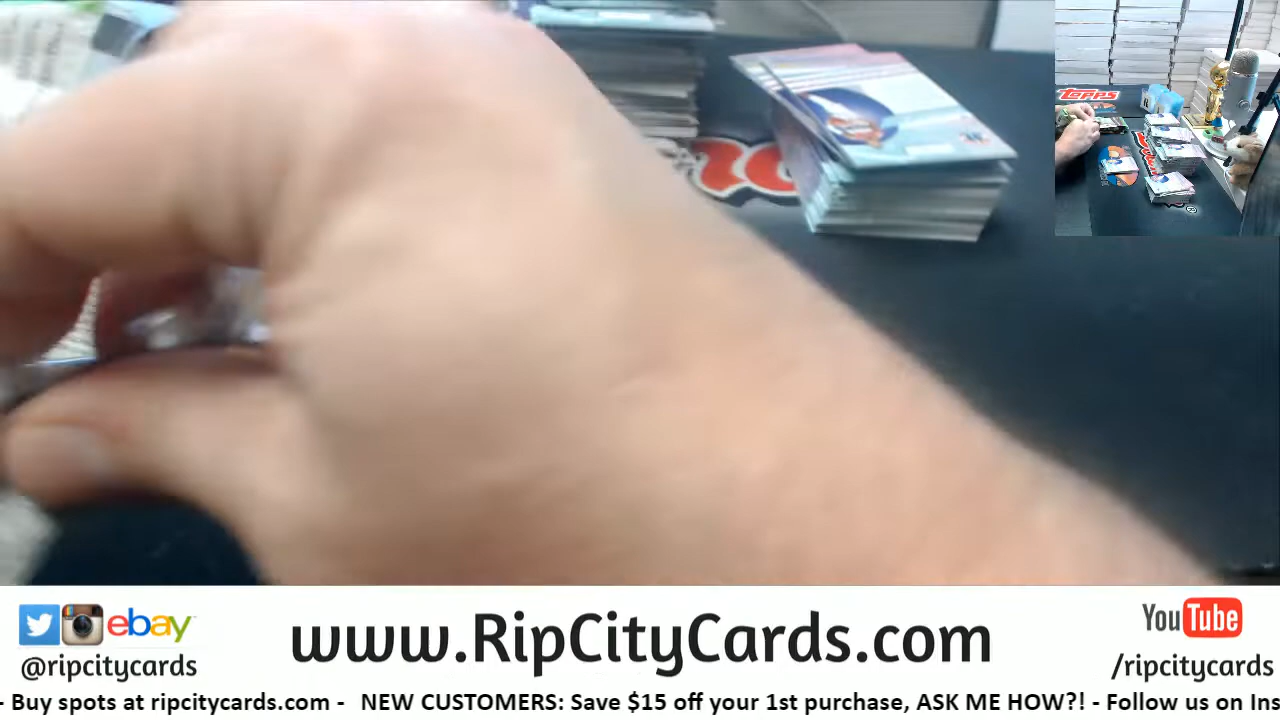 Topps
ebay
@ripcitycards
www.RipCityCards.com
YouTube
/ripcitycards
- Buy spots at ripcitycards.com - NEW CUSTOMERS: Save $15 off your 1st purchase, ASK ME HOW?! - Follow us on Ins